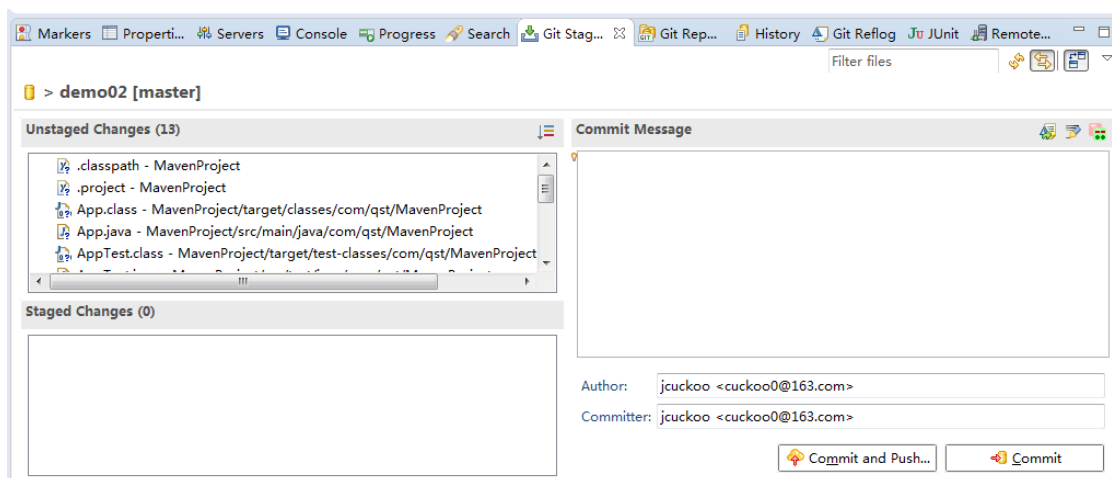 Markers Properti... Servers Console Progress Search Git Stag... Git Rep... History Git Reflog JUnit Remote...
Filter files
> demo02 [master]
Unstaged Changes (13)
.classpath - MavenProject
.project - MavenProject
App.class - MavenProject/target/classes/com/qst/MavenProject
App.java - MavenProject/src/main/java/com/qst/MavenProject
AppTest.class - MavenProject/target/test-classes/com/qst/MavenProject
Staged Changes (0)
Commit Message
Author: jcuckoo <cuckoo0@163.com>
Committer: jcuckoo <cuckoo0@163.com>
Commit and Push... Commit